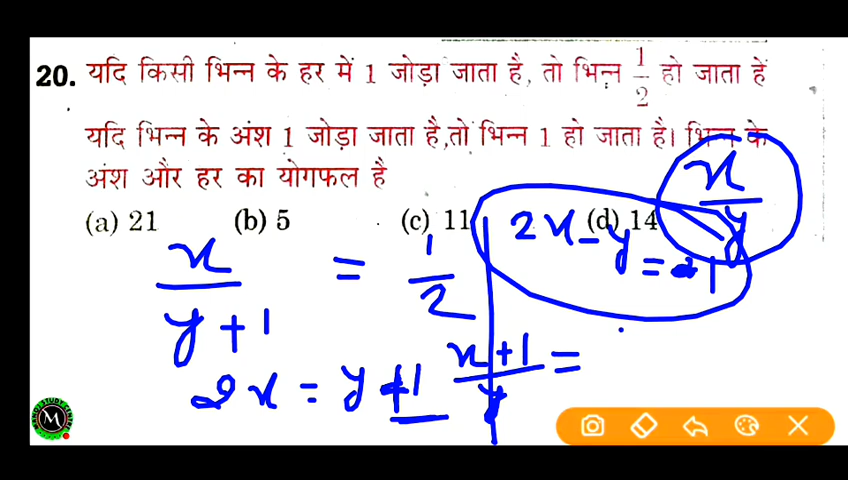 20. यदि किसी भिन्न के हर में 1 जोड़ा जाता है, तो भिन्न 1/2 हो जाता हें
यदि भिन्न के अंश 1 जोड़ा जाता है,तो भिन्न 1 हो जाता है। भिन्न के
अंश और हर का योगफल है
(a) 21 (b) 5 (c) 11 (d) 14
x/y
2x - y = 1
x/(y+1) = 1/2
2x = y + 1
(x+1)/y =
M